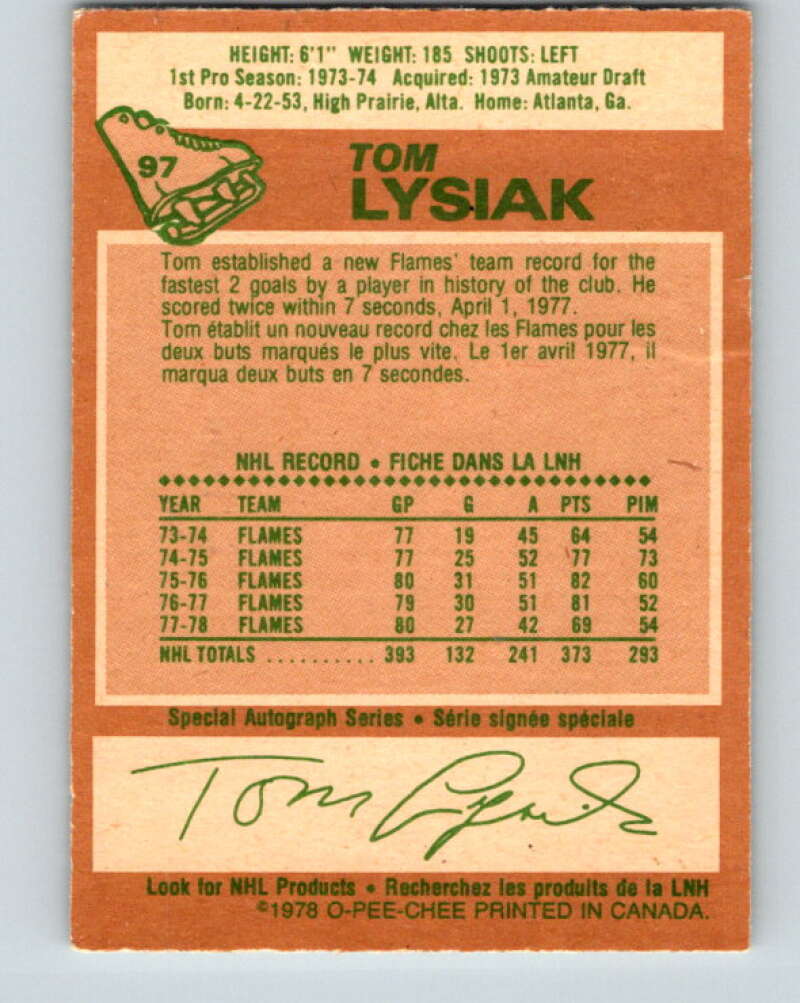 HEIGHT: 6'1" WEIGHT: 185 SHOOTS: LEFT
1st Pro Season: 1973-74 Acquired: 1973 Amateur Draft
Born: 4-22-53, High Prairie, Alta. Home: Atlanta, Ga.
97
TOM
LYSIAK
Tom established a new Flames' team record for the
fastest 2 goals by a player in history of the club. He
scored twice within 7 seconds, April 1, 1977.
Tom établit un nouveau record chez les Flames pour les
deux buts marqués le plus vite. Le 1er avril 1977, il
marqua deux buts en 7 secondes.
NHL RECORD • FICHE DANS LA LNH
YEAR TEAM GP G A PTS PIM
73-74 FLAMES 77 19 45 64 54
74-75 FLAMES 77 25 52 77 73
75-76 FLAMES 80 31 51 82 60
76-77 FLAMES 79 30 51 81 52
77-78 FLAMES 80 27 42 69 54
NHL TOTALS .......... 393 132 241 373 293
Special Autograph Series • Série signée spéciale
Tom Lysiak
Look for NHL Products • Recherchez les produits de la LNH
©1978 O-PEE-CHEE PRINTED IN CANADA.